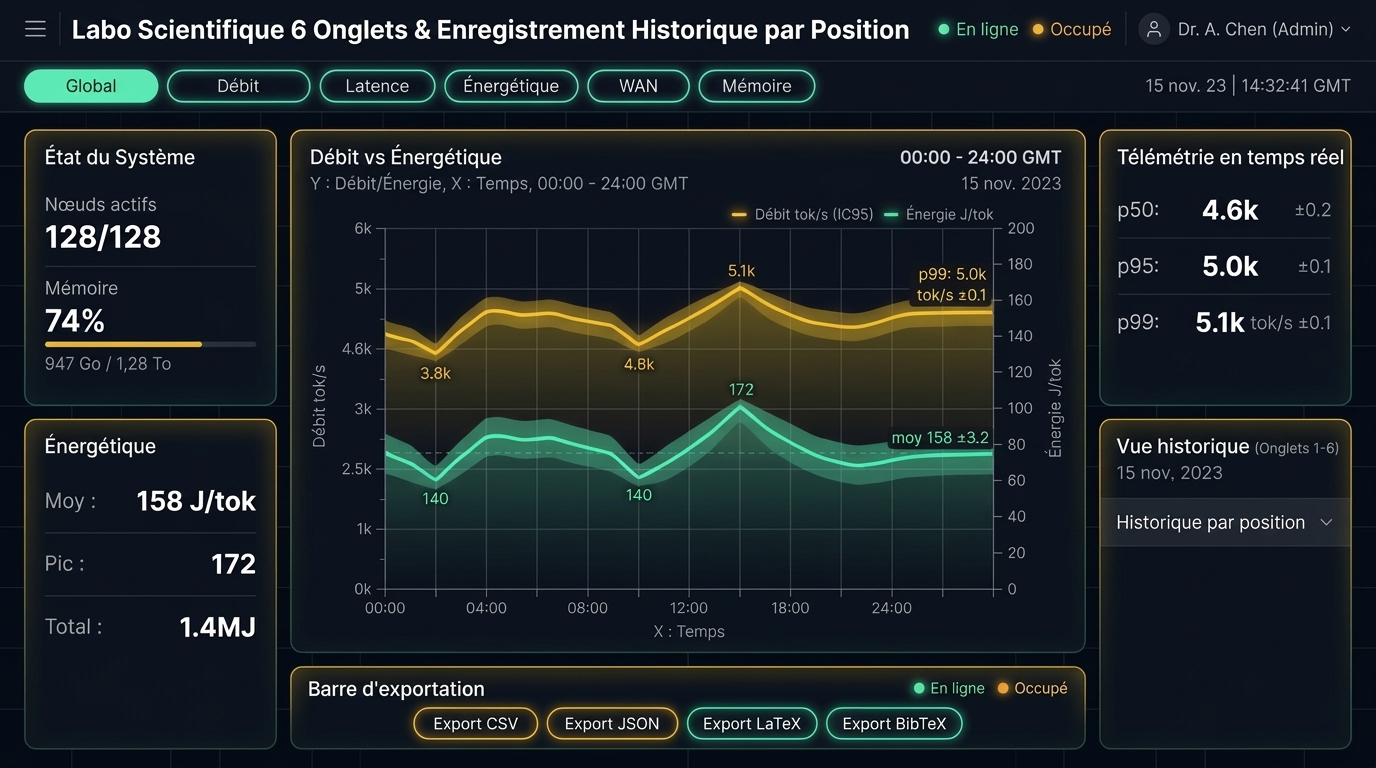 Labo Scientifique 6 Onglets & Enregistrement Historique par Position
En ligne
Occupé
Dr. A. Chen (Admin)
Global
Débit
Latence
Énergétique
WAN
Mémoire
15 nov. 23 | 14:32:41 GMT
État du Système
Nœuds actifs
128/128
Mémoire
74%
947 Go / 1,28 To
Énergétique
Moy : 158 J/tok
Pic : 172
Total : 1.4MJ
Débit vs Énergétique
00:00 - 24:00 GMT
Y : Débit/Énergie, X : Temps, 00:00 - 24:00 GMT
15 nov. 2023
Débit tok/s (IC95)
Énergie J/tok
6k
5k
4.6k
3k
2.5k
1k
0k
Débit tok/s
200
180
160
140
120
100
80
60
40
20
0
Énergie J/tok
5.1k
p99: 5.0k
tok/s ±0.1
3.8k
4.8k
172
moy 158 ±3.2
140
140
00:00
04:00
08:00
12:00
18:00
24:00
X : Temps
Barre d'exportation
En ligne
Occupé
Export CSV
Export JSON
Export LaTeX
Export BibTeX
Télémétrie en temps réel
p50: 4.6k ±0.2
p95: 5.0k ±0.1
p99: 5.1k tok/s ±0.1
Vue historique (Onglets 1-6)
15 nov, 2023
Historique par position